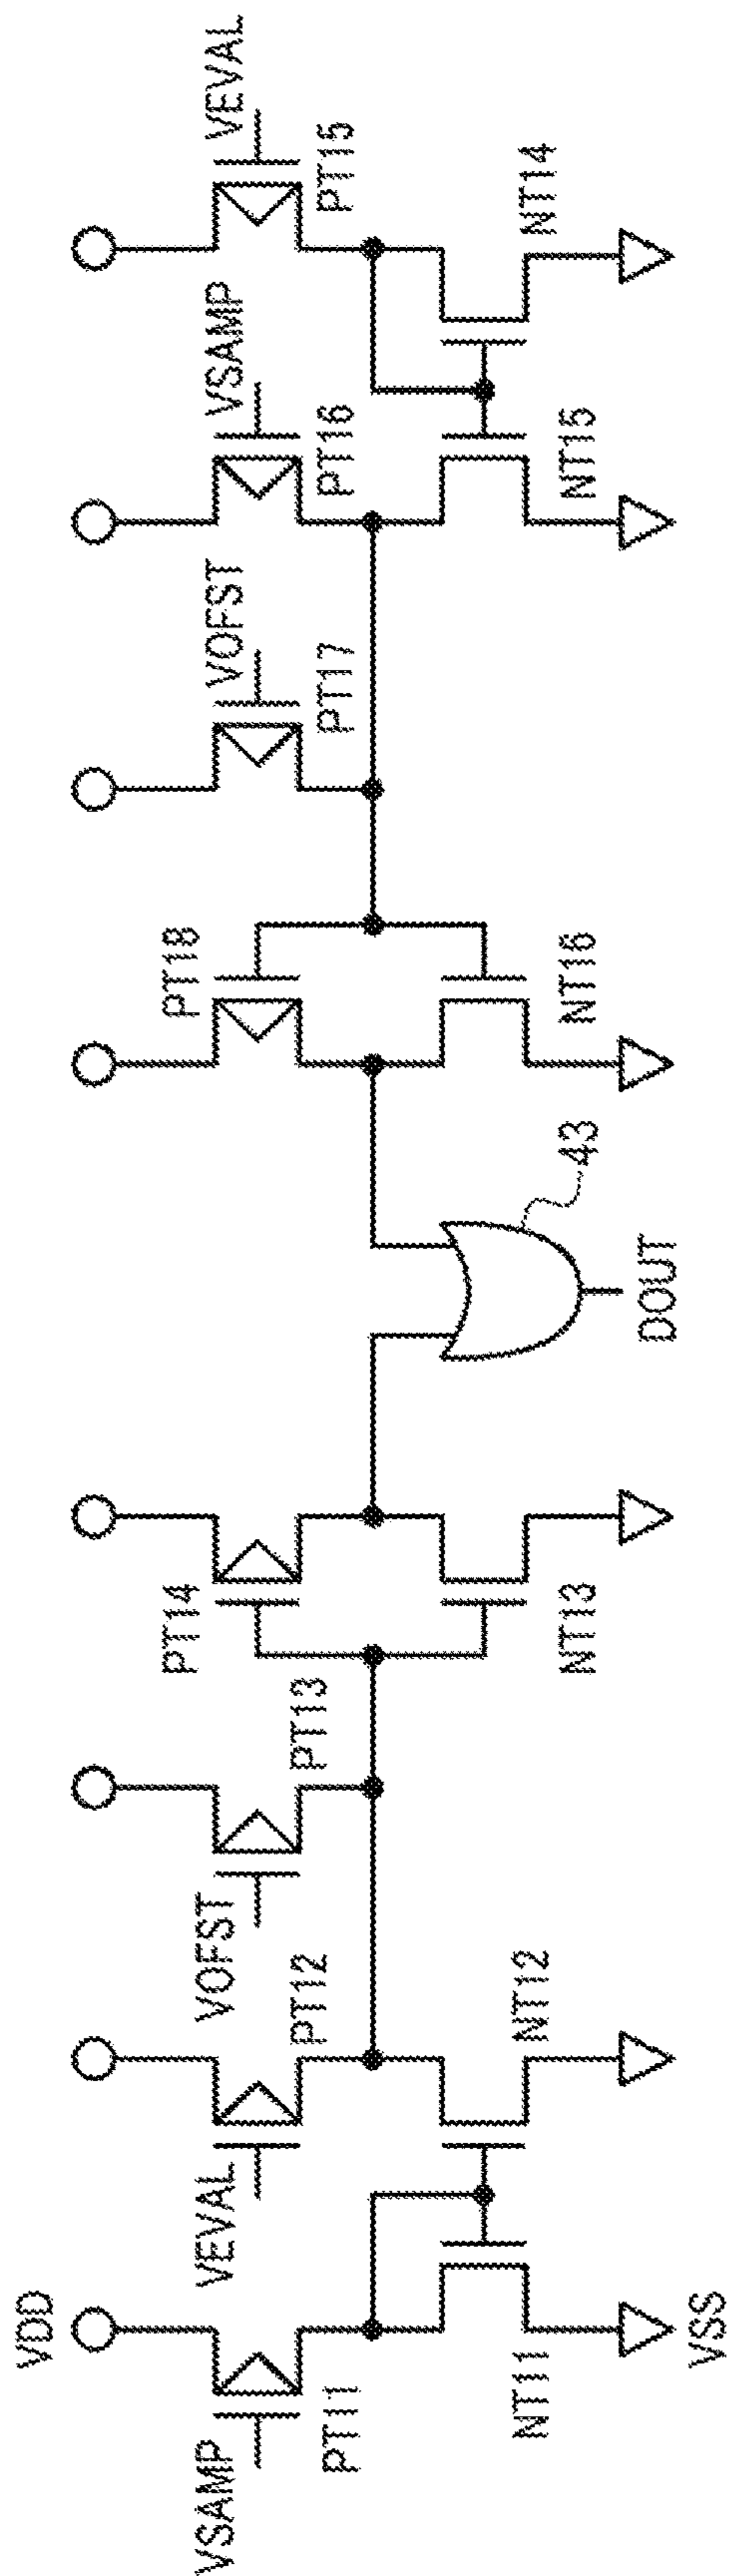 VDD
VSAMP
PT11
NT11
VSS
VEVAL
PT12
NT12
VOFST
PT13
PT14
NT13
DOUT
43
PT18
NT16
VOFST
PT17
VSAMP
PT16
NT15
VEVAL
PT15
NT14